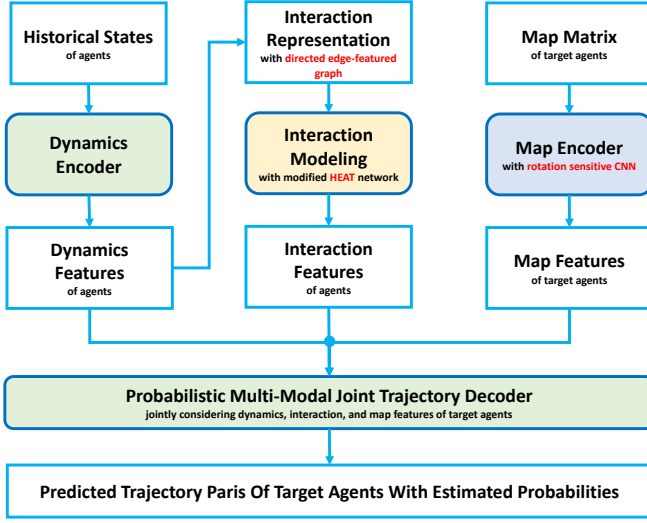 Historical States
of agents
Interaction
Representation
with directed edge-featured
graph
Map Matrix
of target agents
Dynamics
Encoder
Interaction
Modeling
with modified HEAT network
Map Encoder
with rotation sensitive CNN
Dynamics
Features
of agents
Interaction
Features
of agents
Map Features
of target agents
Probabilistic Multi-Modal Joint Trajectory Decoder
jointly considering dynamics, interaction, and map features of target agents
Predicted Trajectory Paris Of Target Agents With Estimated Probabilities